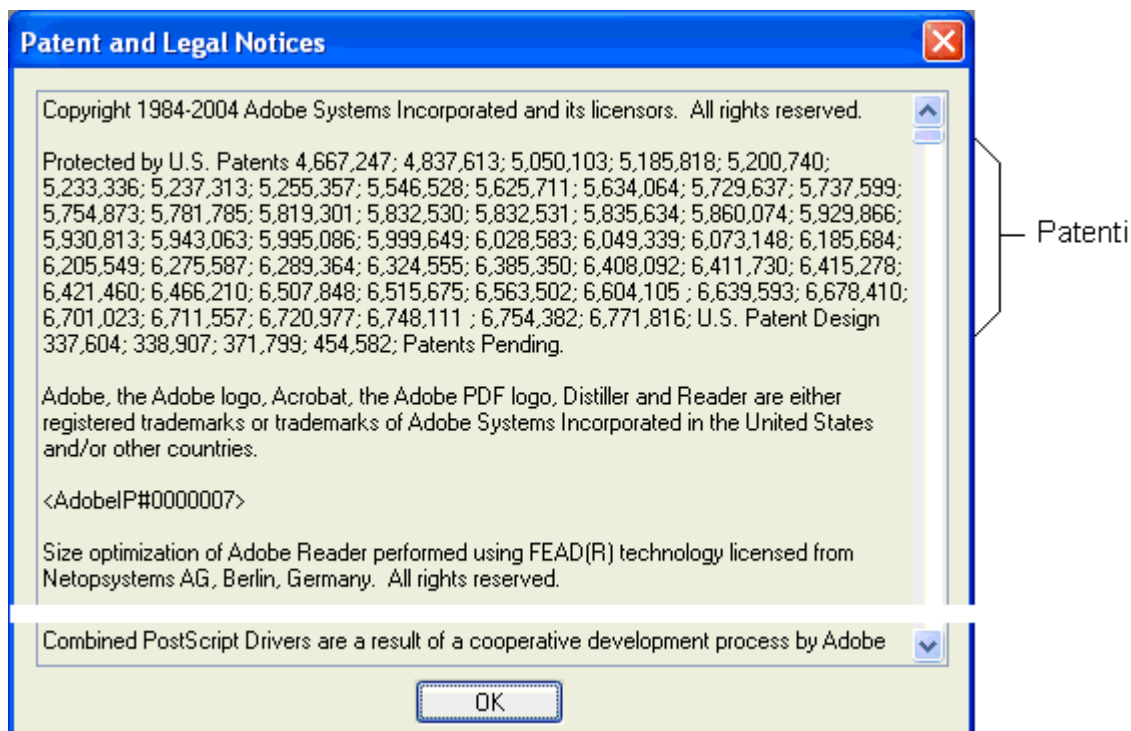 Patent and Legal Notices
Copyright 1984-2004 Adobe Systems Incorporated and its licensors. All rights reserved.
Protected by U.S. Patents 4,667,247; 4,837,613; 5,050,103; 5,185,818; 5,200,740;
5,233,336; 5,237,313; 5,255,357; 5,546,528; 5,625,711; 5,634,064; 5,729,637; 5,737,599;
5,754,873; 5,781,785; 5,819,301; 5,832,530; 5,832,531; 5,835,634; 5,860,074; 5,929,866;
5,930,813; 5,943,063; 5,995,086; 5,999,649; 6,028,583; 6,049,339; 6,073,148; 6,185,684;
6,205,549; 6,275,587; 6,289,364; 6,324,555; 6,385,350; 6,408,092; 6,411,730; 6,415,278;
6,421,460; 6,466,210; 6,507,848; 6,515,675; 6,563,502; 6,604,105 ; 6,639,593; 6,678,410;
6,701,023; 6,711,557; 6,720,977; 6,748,111 ; 6,754,382; 6,771,816; U.S. Patent Design
337,604; 338,907; 371,799; 454,582; Patents Pending.
Patenti
Adobe, the Adobe logo, Acrobat, the Adobe PDF logo, Distiller and Reader are either
registered trademarks or trademarks of Adobe Systems Incorporated in the United States
and/or other countries.
<AdobeIP#0000007>
Size optimization of Adobe Reader performed using FEAD(R) technology licensed from
Netopsystems AG, Berlin, Germany. All rights reserved.
Combined PostScript Drivers are a result of a cooperative development process by Adobe
OK